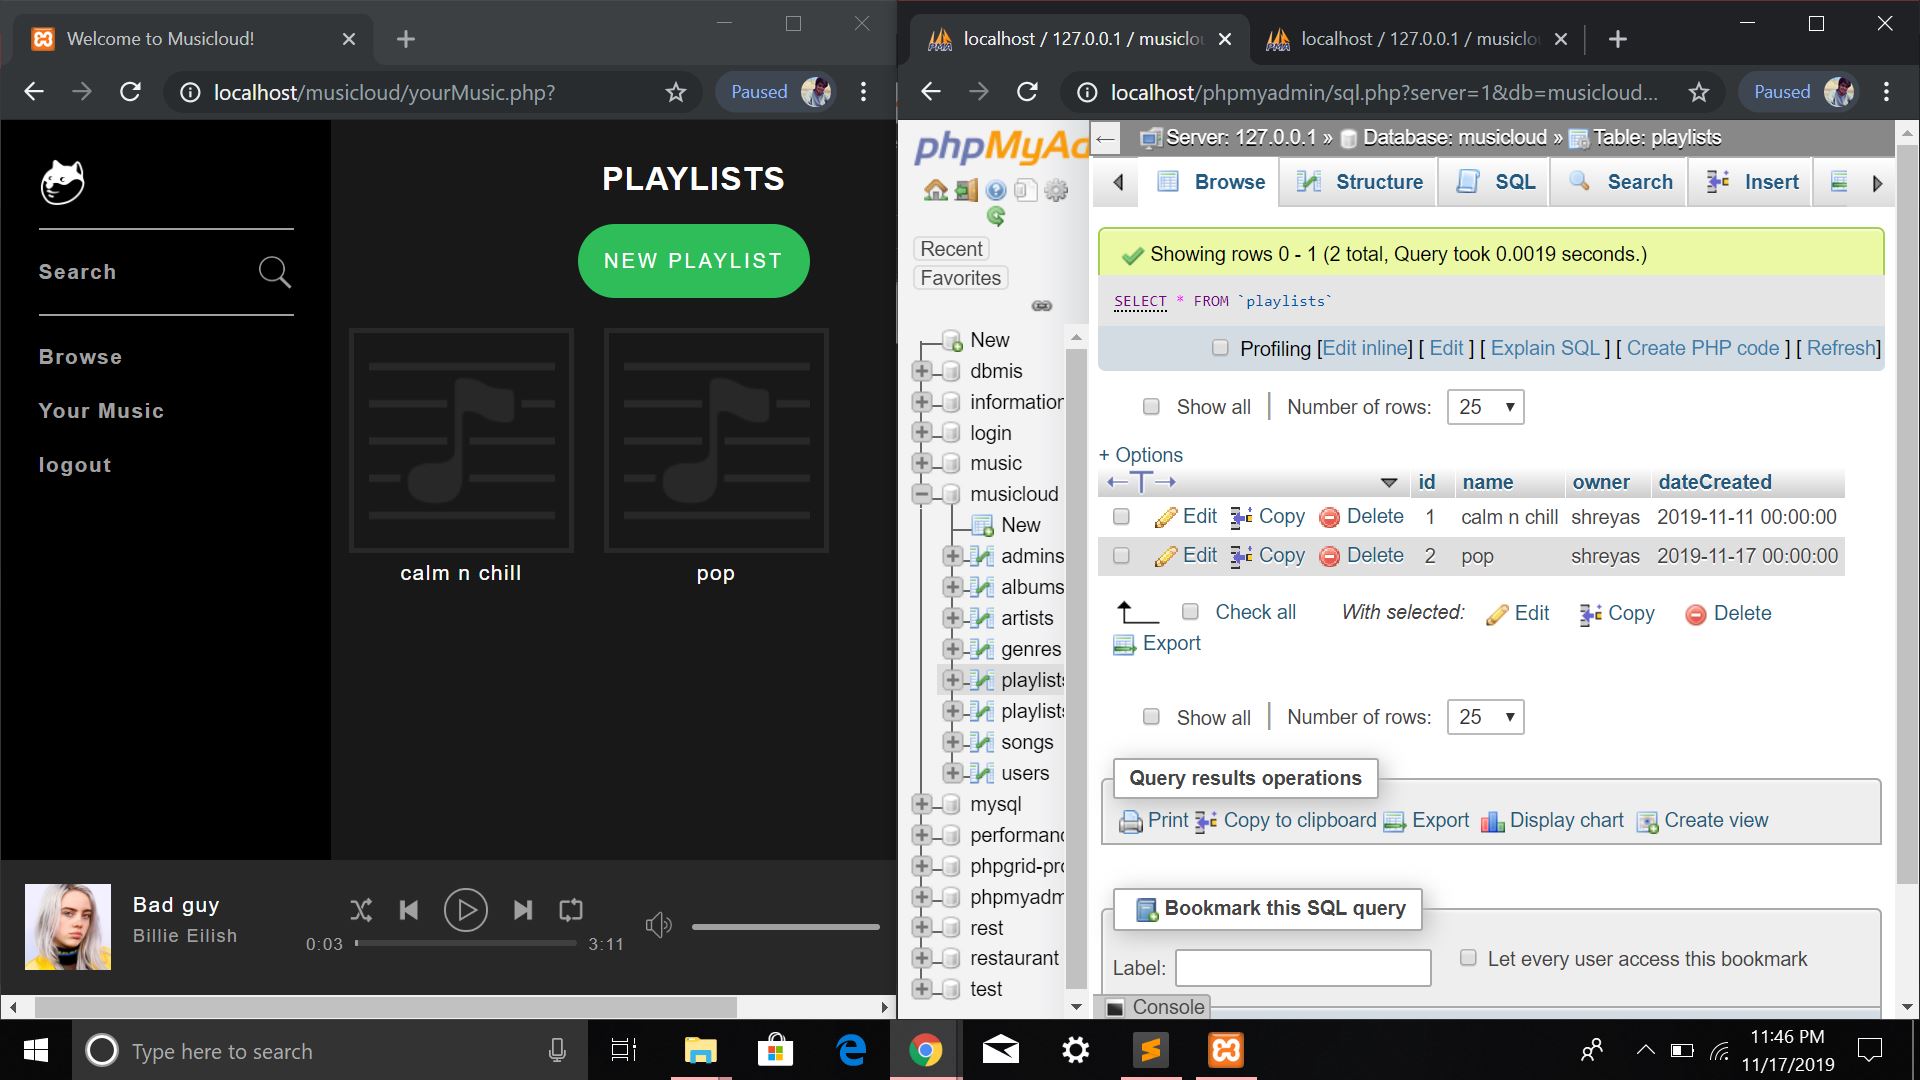 Welcome to Musicloud!
localhost/musicloud/yourMusic.php?
Paused
PLAYLISTS
NEW PLAYLIST
Search
Browse
Your Music
logout
calm n chill
pop
Bad guy
Billie Eilish
0:03
3:11
localhost / 127.0.0.1 / musiclou
localhost / 127.0.0.1 / musiclou
localhost/phpmyadmin/sql.php?server=1&db=musicloud...
Paused
phpMyAd
Recent
Favorites
New
dbmis
information
login
music
musicloud
New
admins
albums
artists
genres
playlists
playlists
songs
users
mysql
performanc
phpgrid-pro
phpmyadm
rest
restaurant
test
Server: 127.0.0.1 » Database: musicloud » Table: playlists
Browse Structure SQL Search Insert
Showing rows 0 - 1 (2 total, Query took 0.0019 seconds.)
SELECT * FROM `playlists`
Profiling [Edit inline] [ Edit ] [ Explain SQL ] [ Create PHP code ] [ Refresh]
Show all Number of rows: 25
+ Options
←T→ id name owner dateCreated
Edit Copy Delete 1 calm n chill shreyas 2019-11-11 00:00:00
Edit Copy Delete 2 pop shreyas 2019-11-17 00:00:00
Check all With selected: Edit Copy Delete
Export
Show all Number of rows: 25
Query results operations
Print Copy to clipboard Export Display chart Create view
Bookmark this SQL query
Label: Let every user access this bookmark
Console
Type here to search
11:46 PM
11/17/2019